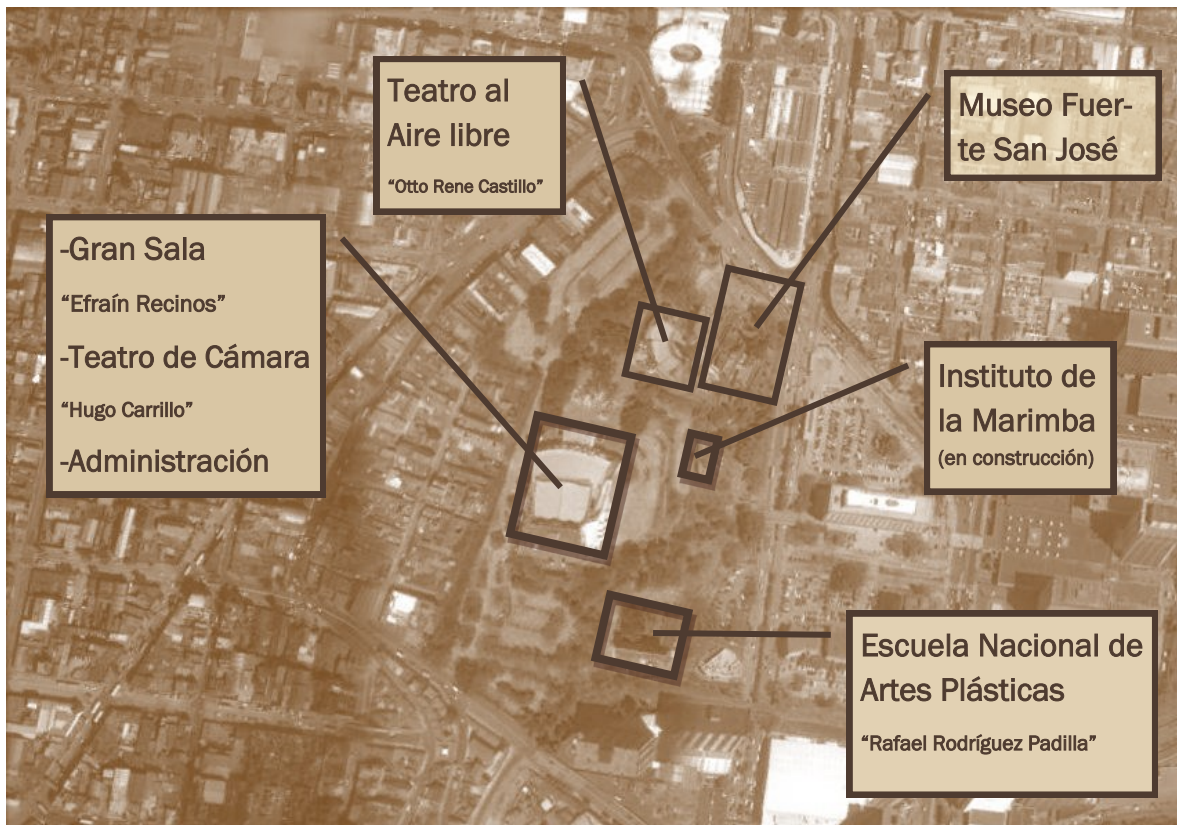 Teatro al
Aire libre
“Otto Rene Castillo”
Museo Fuer-
te San José
-Gran Sala
“Efraín Recinos”
-Teatro de Cámara
“Hugo Carrillo”
-Administración
Instituto de
la Marimba
(en construcción)
Escuela Nacional de
Artes Plásticas
“Rafael Rodríguez Padilla”